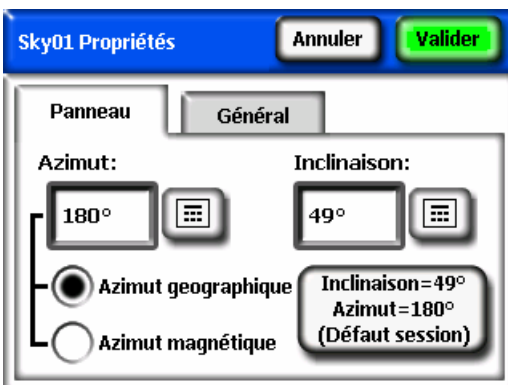 Sky01 Propriétés Annuler Valider
Panneau Général
Azimut: Inclinaison:
180° 49°
Azimut geographique
Azimut magnétique
Inclinaison=49°
Azimut=180°
(Défaut session)